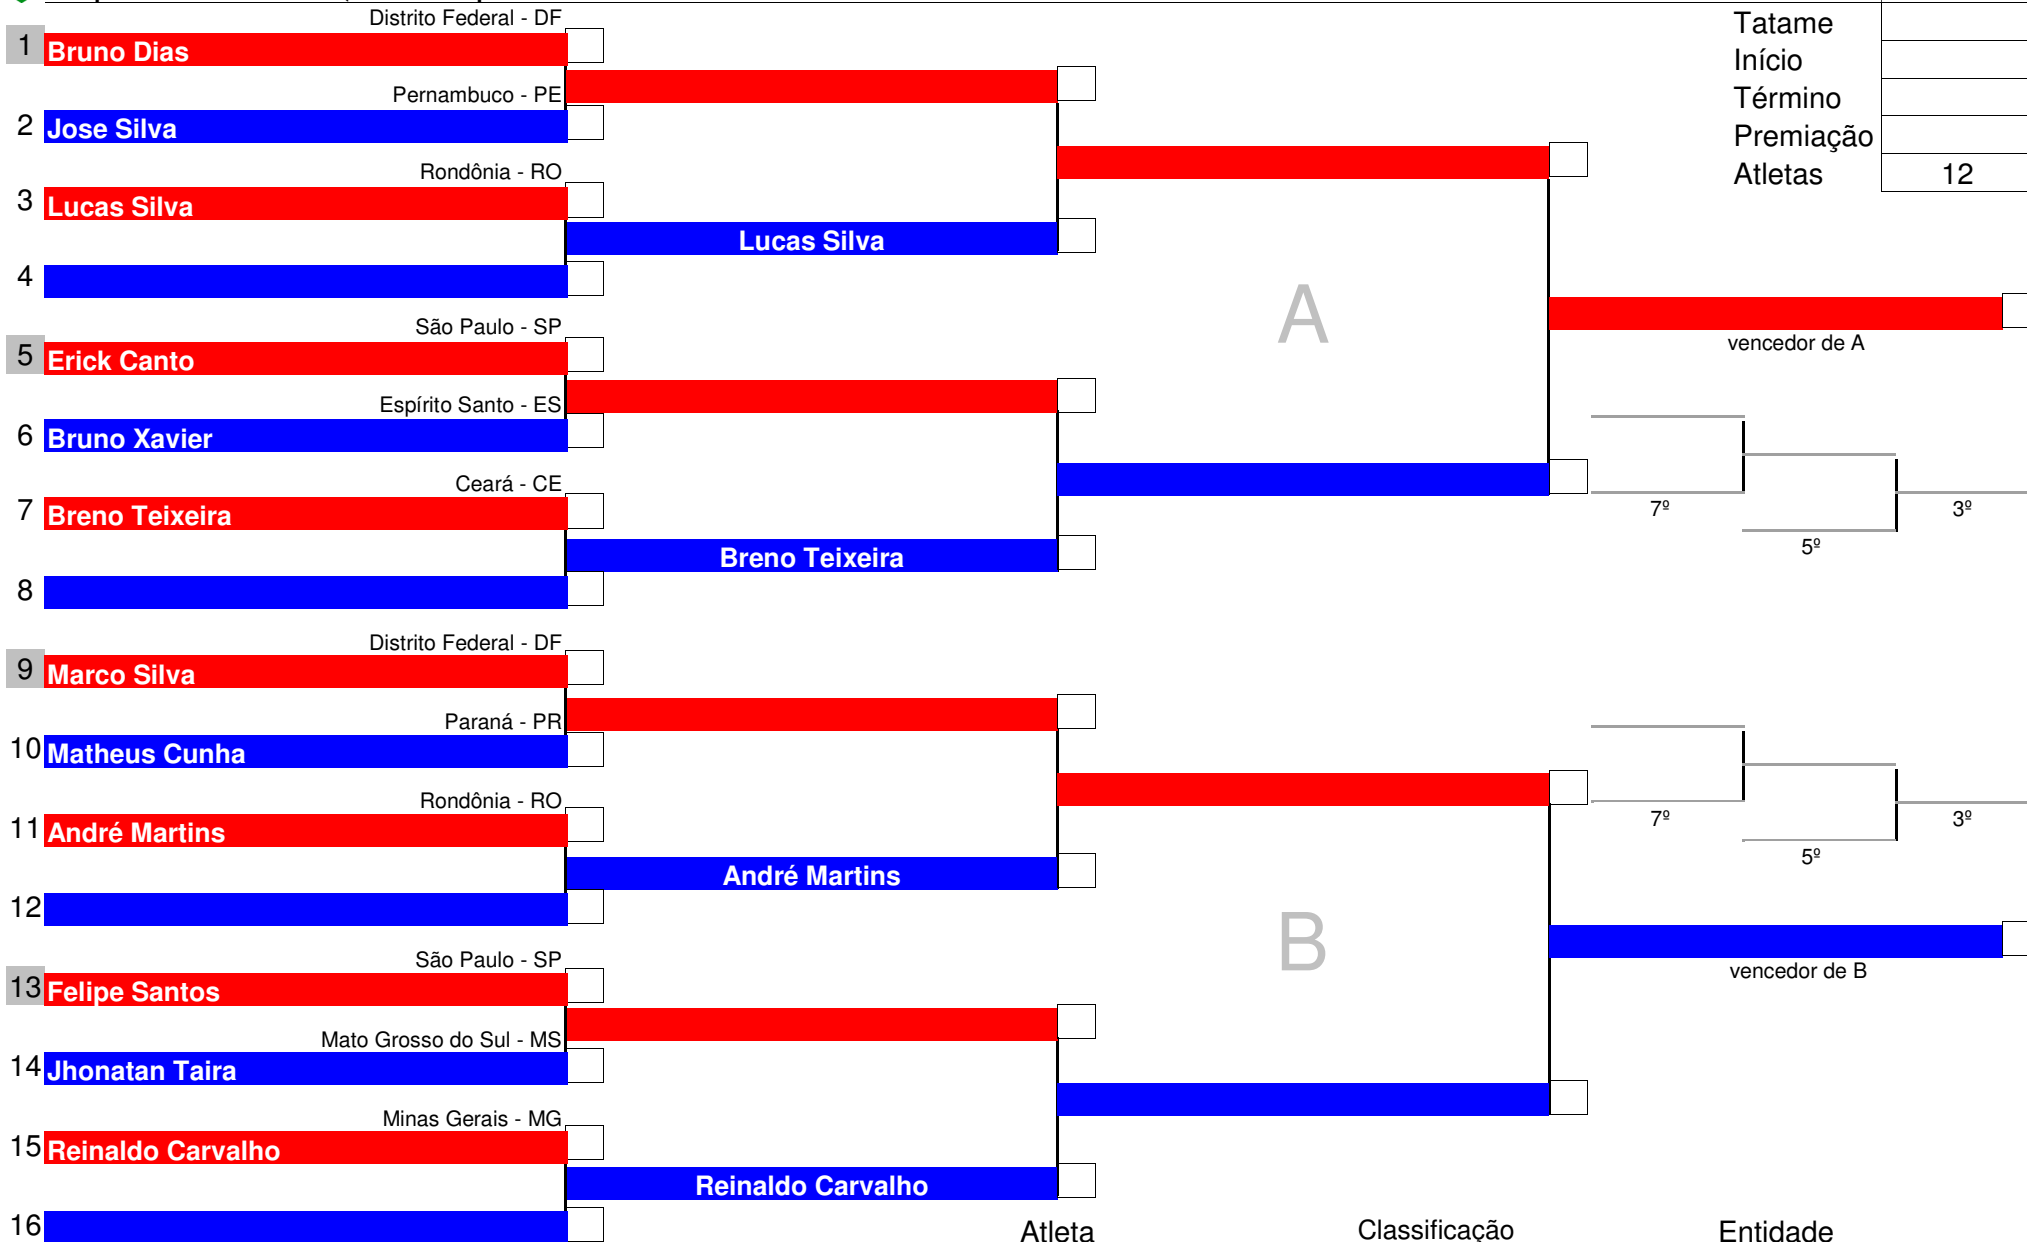 Distrito Federal - DF
1 Bruno Dias
Pernambuco - PE
2 Jose Silva
Rondônia - RO
3 Lucas Silva
Lucas Silva
4
São Paulo - SP
5 Erick Canto
Espírito Santo - ES
6 Bruno Xavier
Ceará - CE
7 Breno Teixeira
Breno Teixeira
8
Distrito Federal - DF
9 Marco Silva
Paraná - PR
10 Matheus Cunha
Rondônia - RO
11 André Martins
André Martins
12
São Paulo - SP
13 Felipe Santos
Mato Grosso do Sul - MS
14 Jhonatan Taira
Minas Gerais - MG
15 Reinaldo Carvalho
Reinaldo Carvalho
16
A
B
Tatame
Início
Término
Premiação
Atletas 12
vencedor de A
7º
5º
3º
7º
5º
3º
vencedor de B
Atleta Classificação Entidade